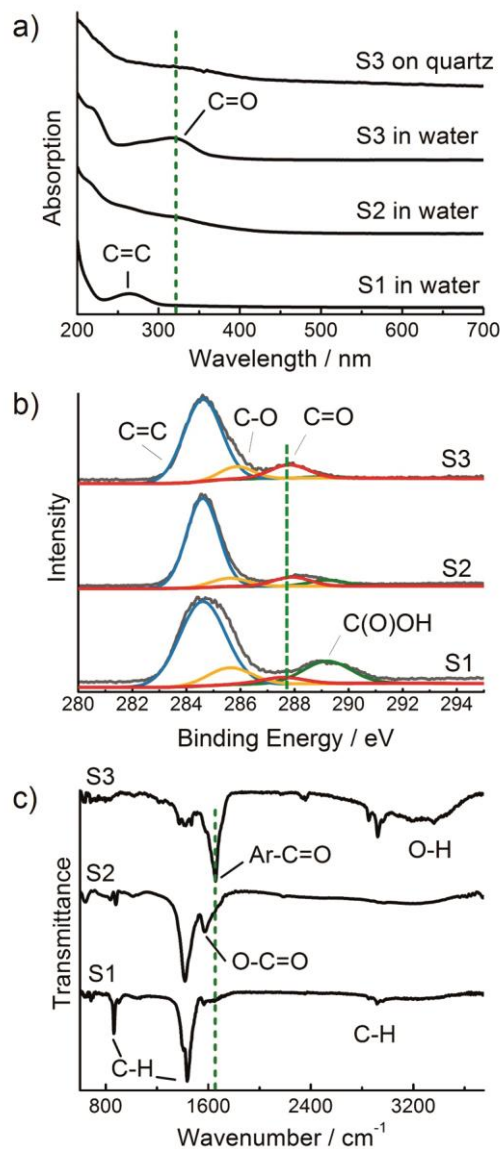 a)
S3 on quartz
C=O
S3 in water
S2 in water
C=C
S1 in water
Absorption
200 300 400 500 600 700
Wavelength / nm
b)
C=C
C-O
C=O
S3
S2
C(O)OH
S1
Intensity
280 282 284 286 288 290 292 294
Binding Energy / eV
c)
S3
O-H
Ar-C=O
S2
O-C=O
S1
C-H
C-H
Transmittance
800 1600 2400 3200
Wavenumber / cm⁻¹